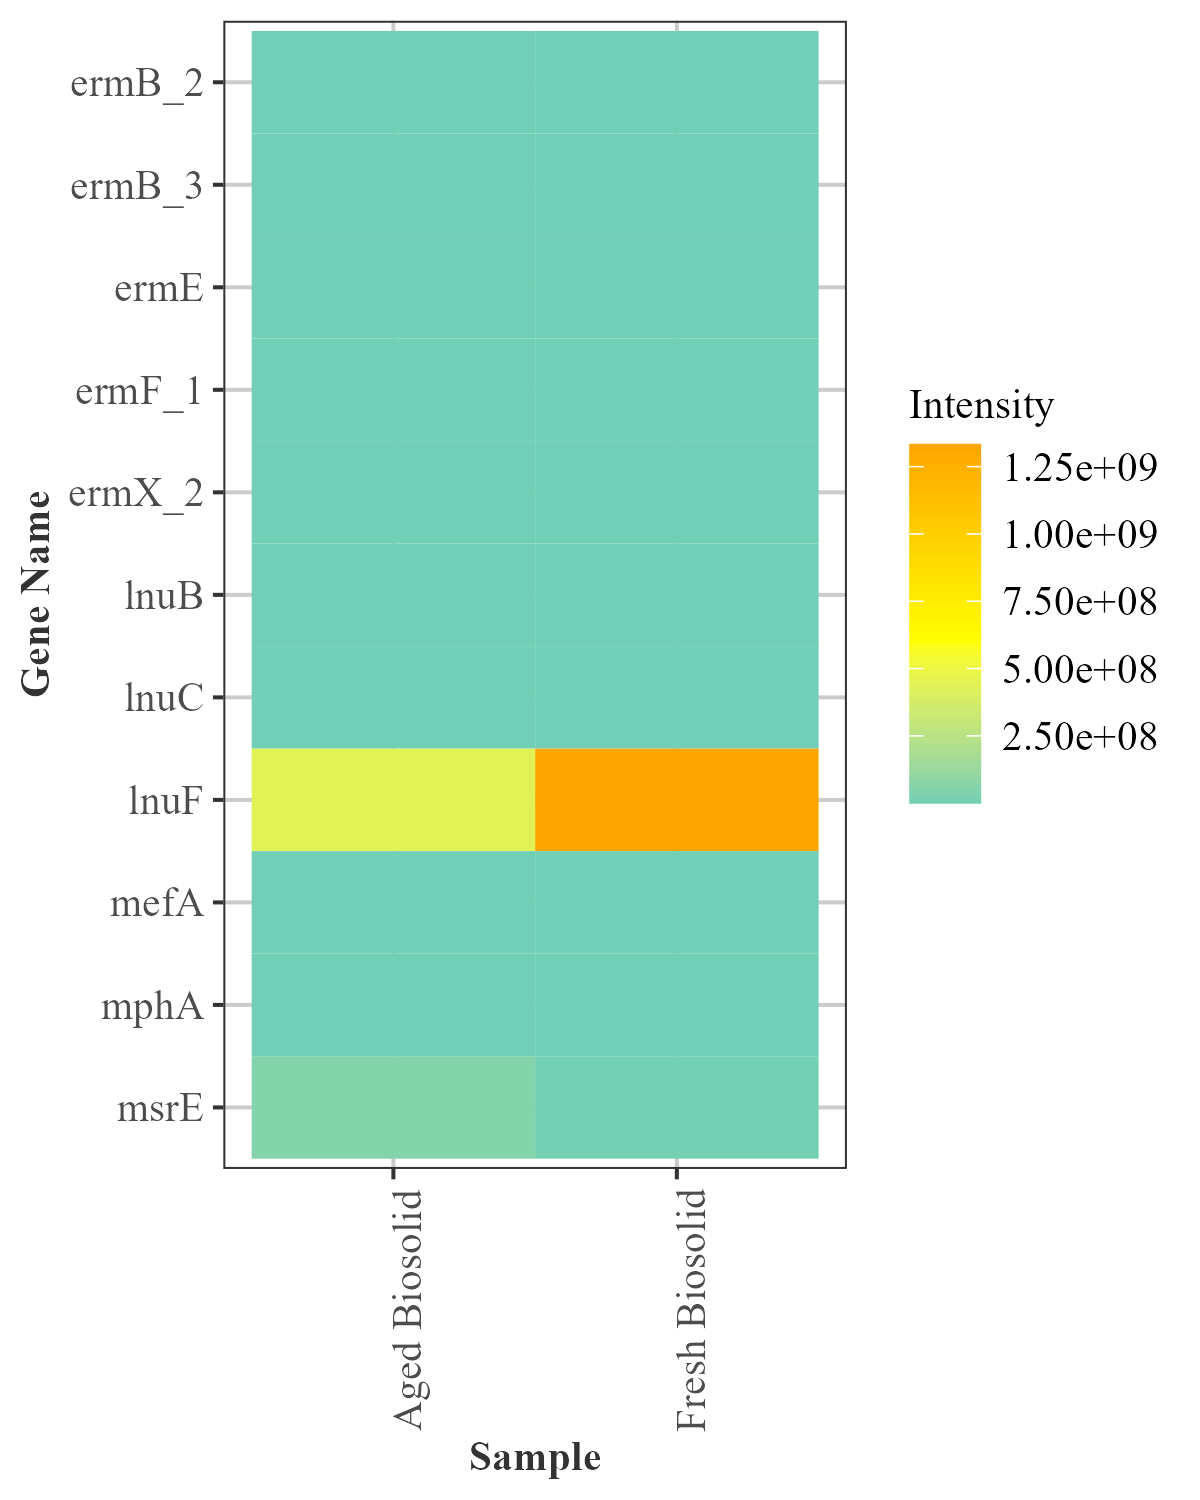 ermB_2
ermB_3
ermE
ermF_1
ermX_2
lnuB
lnuC
lnuF
mefA
mphA
msrE
Gene Name
Aged Biosolid
Fresh Biosolid
Sample
Intensity
1.25e+09
1.00e+09
7.50e+08
5.00e+08
2.50e+08